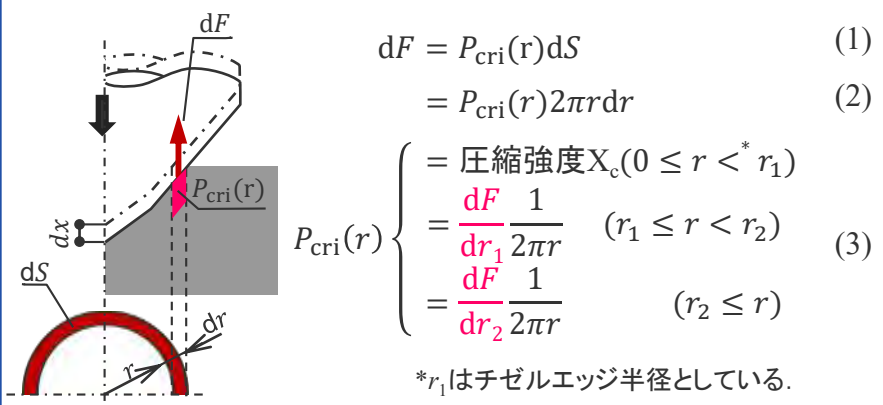 dF
P_cri(r)
dx
dS
dr
r
dF = P_cri(r)dS (1)
= P_cri(r)2πrdr (2)
P_cri(r) { = 圧縮強度X_c(0 ≤ r <* r_1)
= dF/dr_1 1/2πr (r_1 ≤ r < r_2)
= dF/dr_2 1/2πr (r_2 ≤ r) (3)
*r_1はチゼルエッジ半径としている.